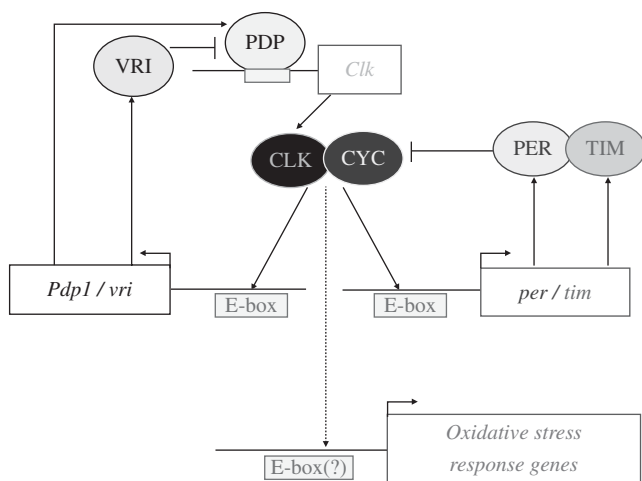 PDP
VRI
Clk
CLK
CYC
PER
TIM
Pdp1 / vri
E-box
E-box
per / tim
Oxidative stress
response genes
E-box(?)